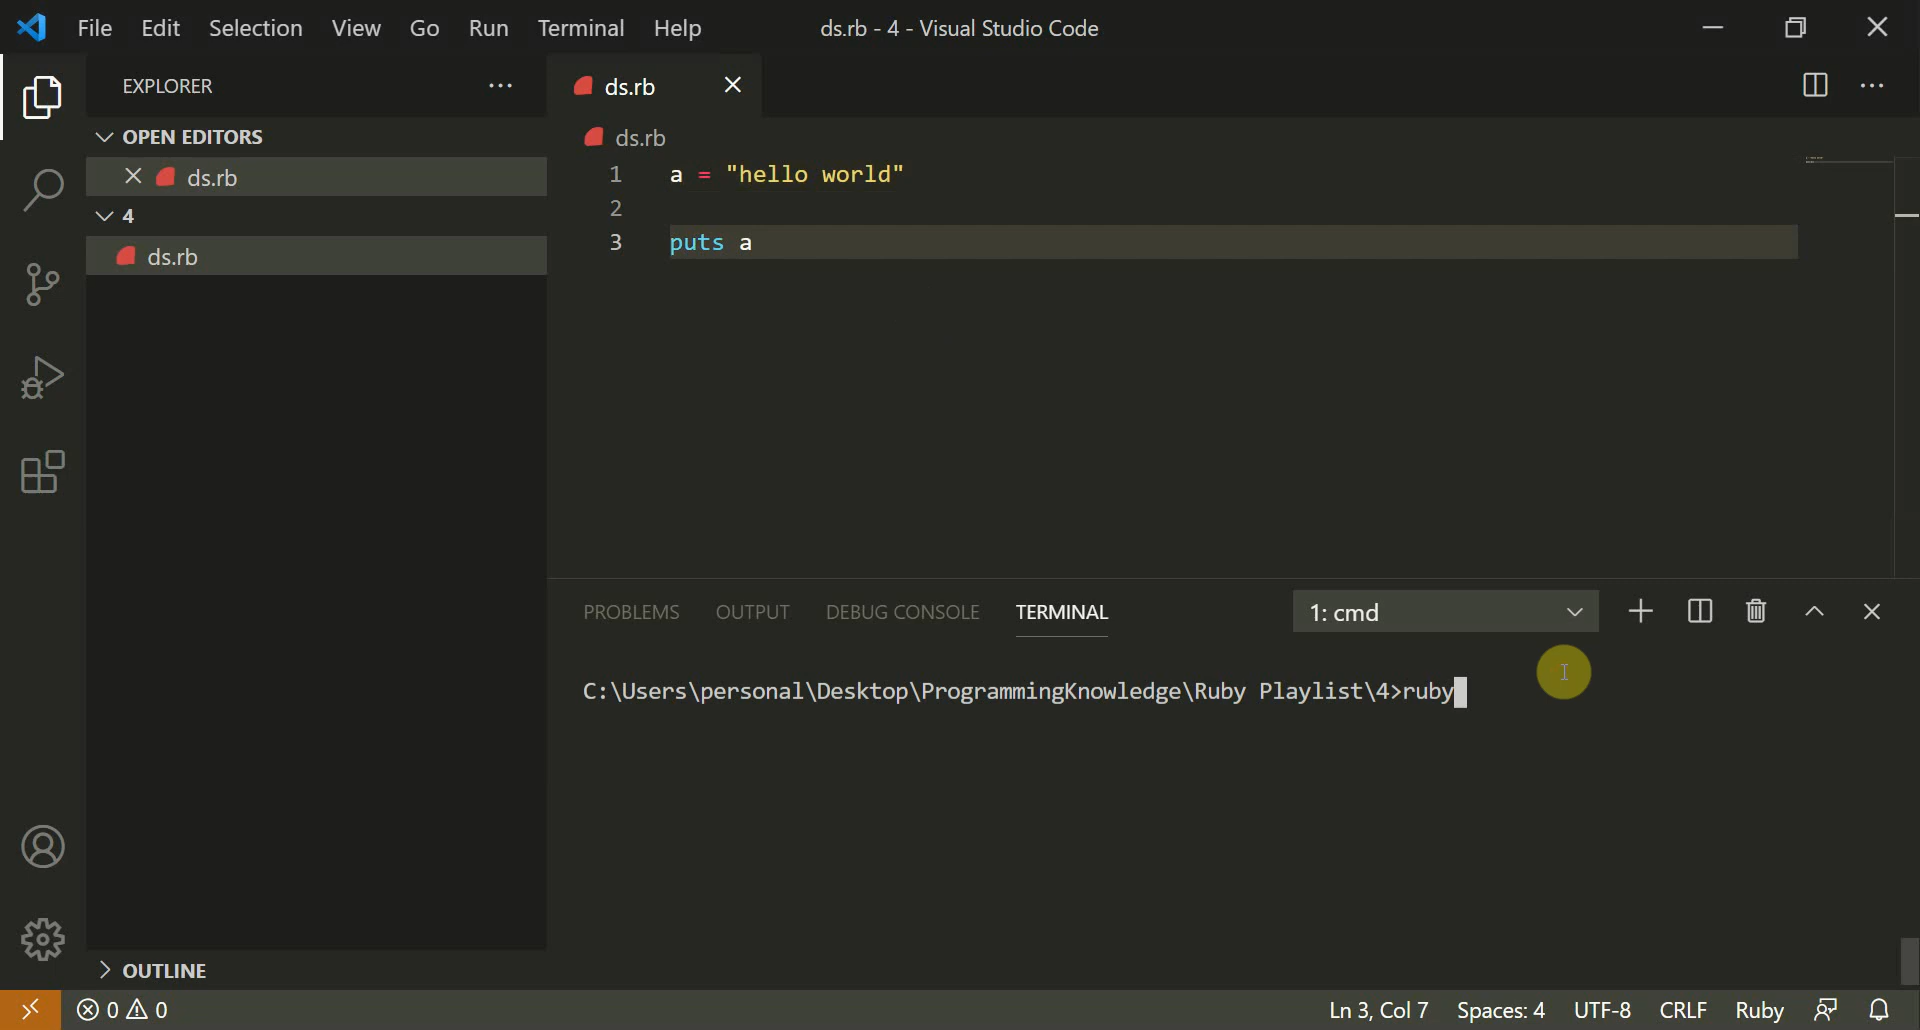 File Edit Selection View Go Run Terminal Help ds.rb - 4 - Visual Studio Code
EXPLORER
OPEN EDITORS
ds.rb
4
ds.rb
OUTLINE
ds.rb
ds.rb
1 a = "hello world"
2
3 puts a
PROBLEMS OUTPUT DEBUG CONSOLE TERMINAL 1: cmd
C:\Users\personal\Desktop\ProgrammingKnowledge\Ruby Playlist\4>ruby
0 0 Ln 3, Col 7 Spaces: 4 UTF-8 CRLF Ruby